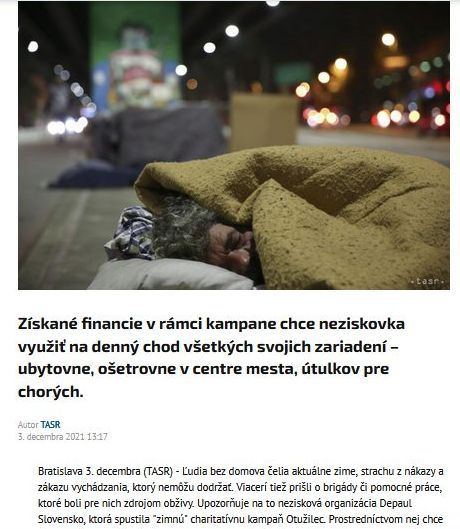 ·tasr·
Získané financie v rámci kampane chce neziskovka
využiť na denný chod všetkých svojich zariadení –
ubytovne, ošetrovne v centre mesta, útulkov pre
chorých.
Autor TASR
3. decembra 2021 13:17
Bratislava 3. decembra (TASR) - Ľudia bez domova čelia aktuálne zime, strachu z nákazy a
zákazu vychádzania, ktorý nemôžu dodržať. Viacerí tiež prišli o brigády či pomocné práce,
ktoré boli pre nich zdrojom obživy. Upozorňuje na to nezisková organizácia Depaul
Slovensko, ktorá spustila "zimnú" charitatívnu kampaň Otužilec. Prostredníctvom nej chce